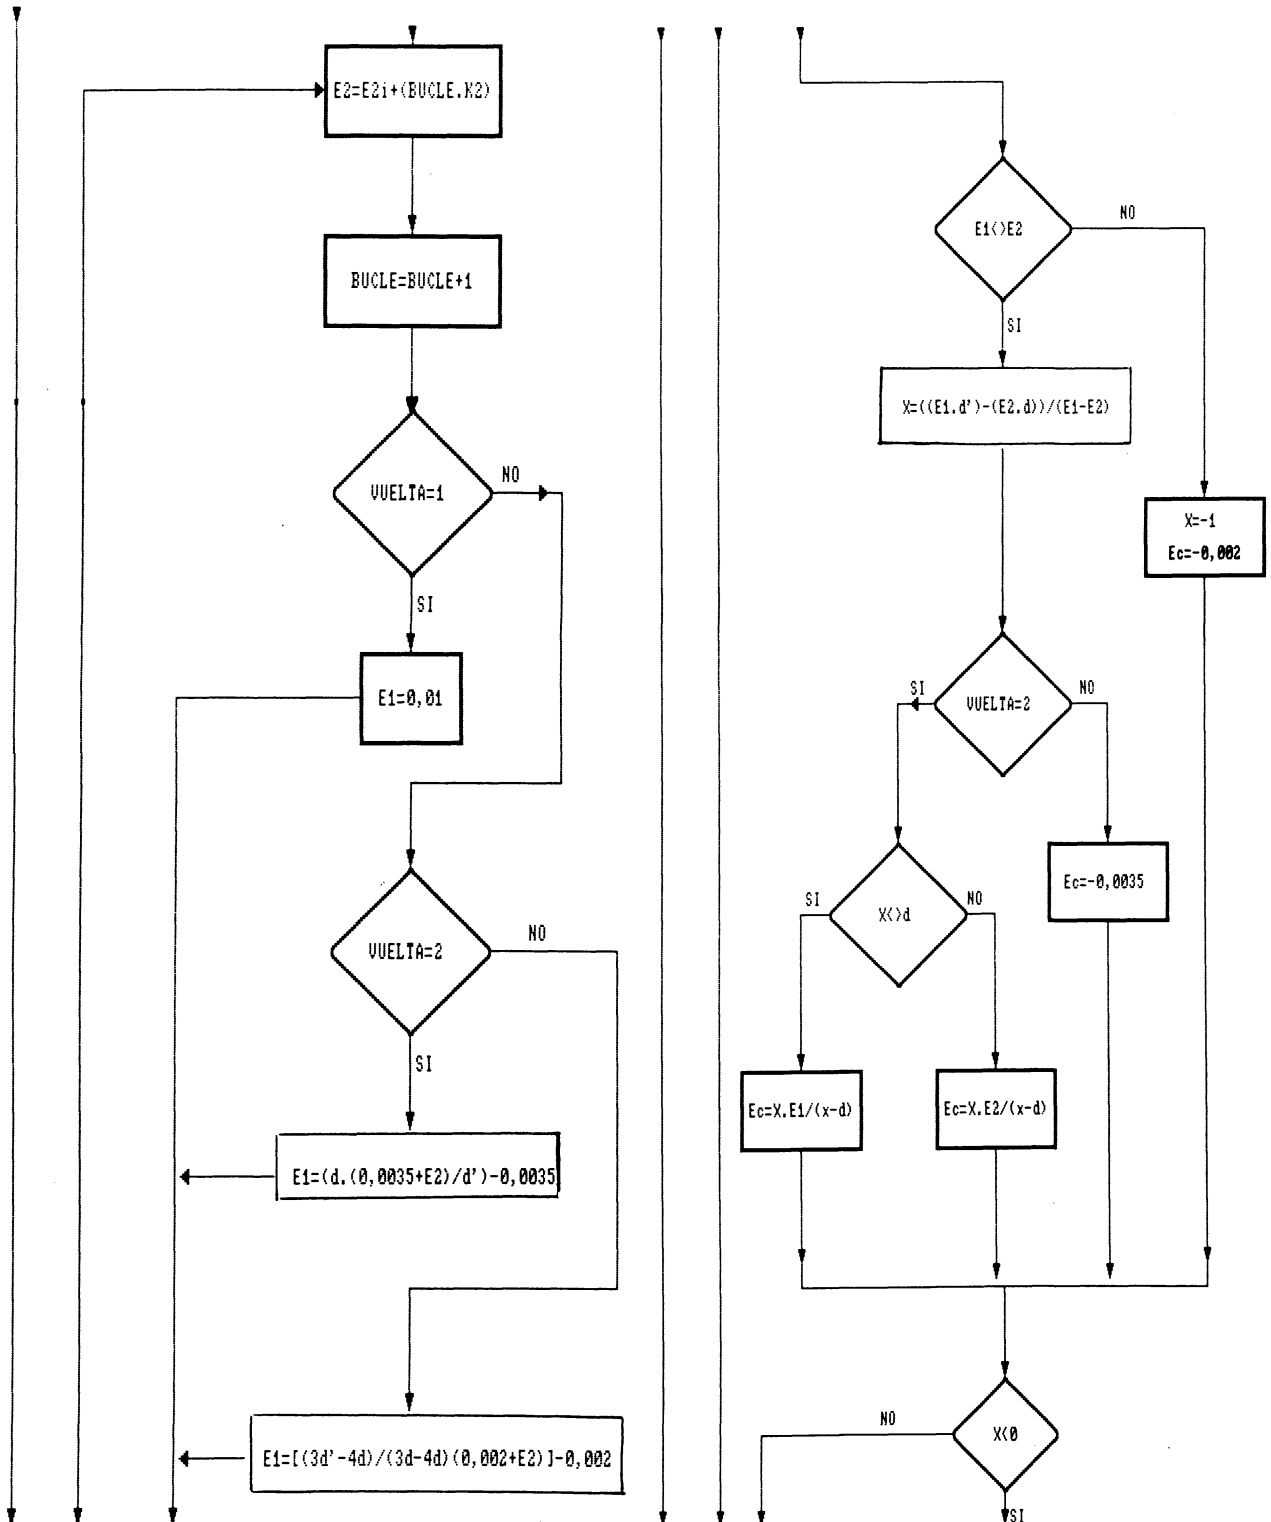 E2=E2i+(BUCLE.K2)
BUCLE=BUCLE+1
VUELTA=1
NO
SI
E1=0,01
VUELTA=2
NO
SI
E1=(d.(0,0035+E2)/d')-0,0035
E1=[(3d'-4d)/(3d-4d)(0,002+E2)]-0,002
E1<>E2
NO
SI
X=((E1.d')-(E2.d))/(E1-E2)
X=-1
Ec=-0,002
SI
VUELTA=2
NO
Ec=-0,0035
SI
X<>d
NO
Ec=X.E1/(x-d)
Ec=X.E2/(x-d)
NO
X<0
SI